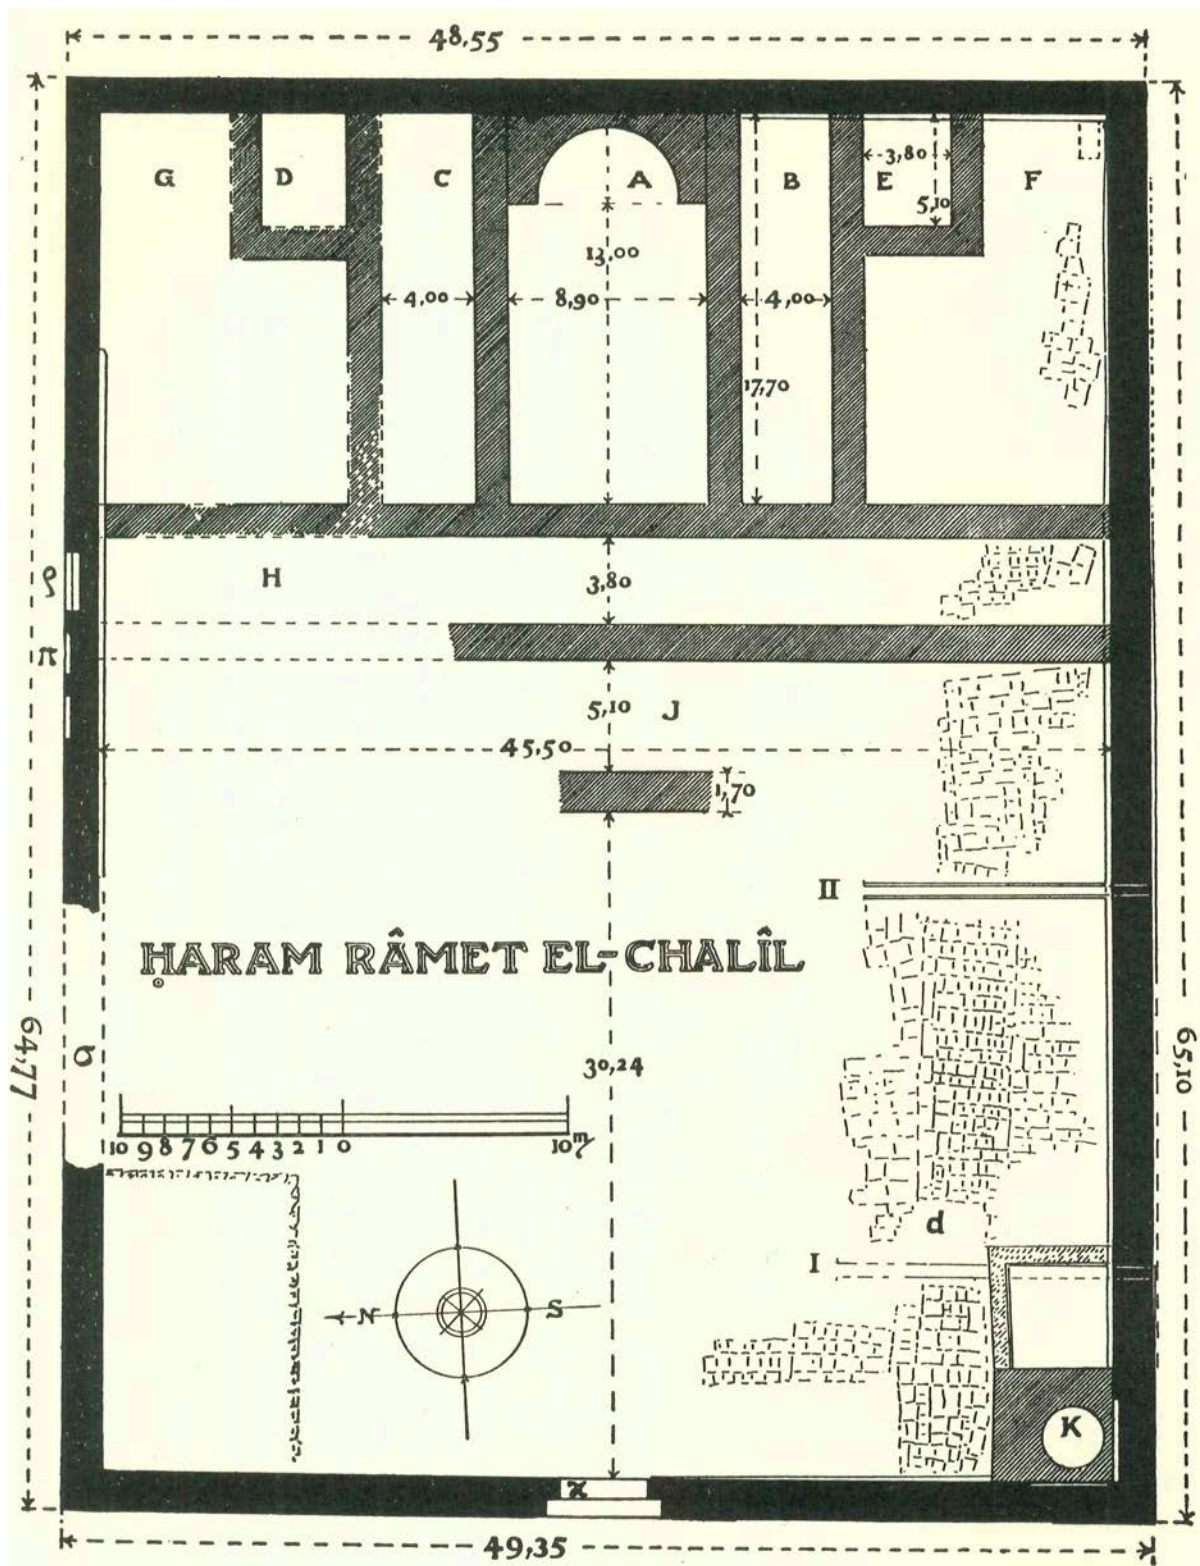 48,55
G D C A B E F
3,80
5,10
13,00
4,00 8,90 4,00
17,70
H
3,80
π
5,10 J
45,50
1,70
II
ḤARAM RÂMET EL-CHALÎL
64,77
65,10
30,24
10 9 8 7 6 5 4 3 2 1 0 10 m
d
I
N S
K
49,35